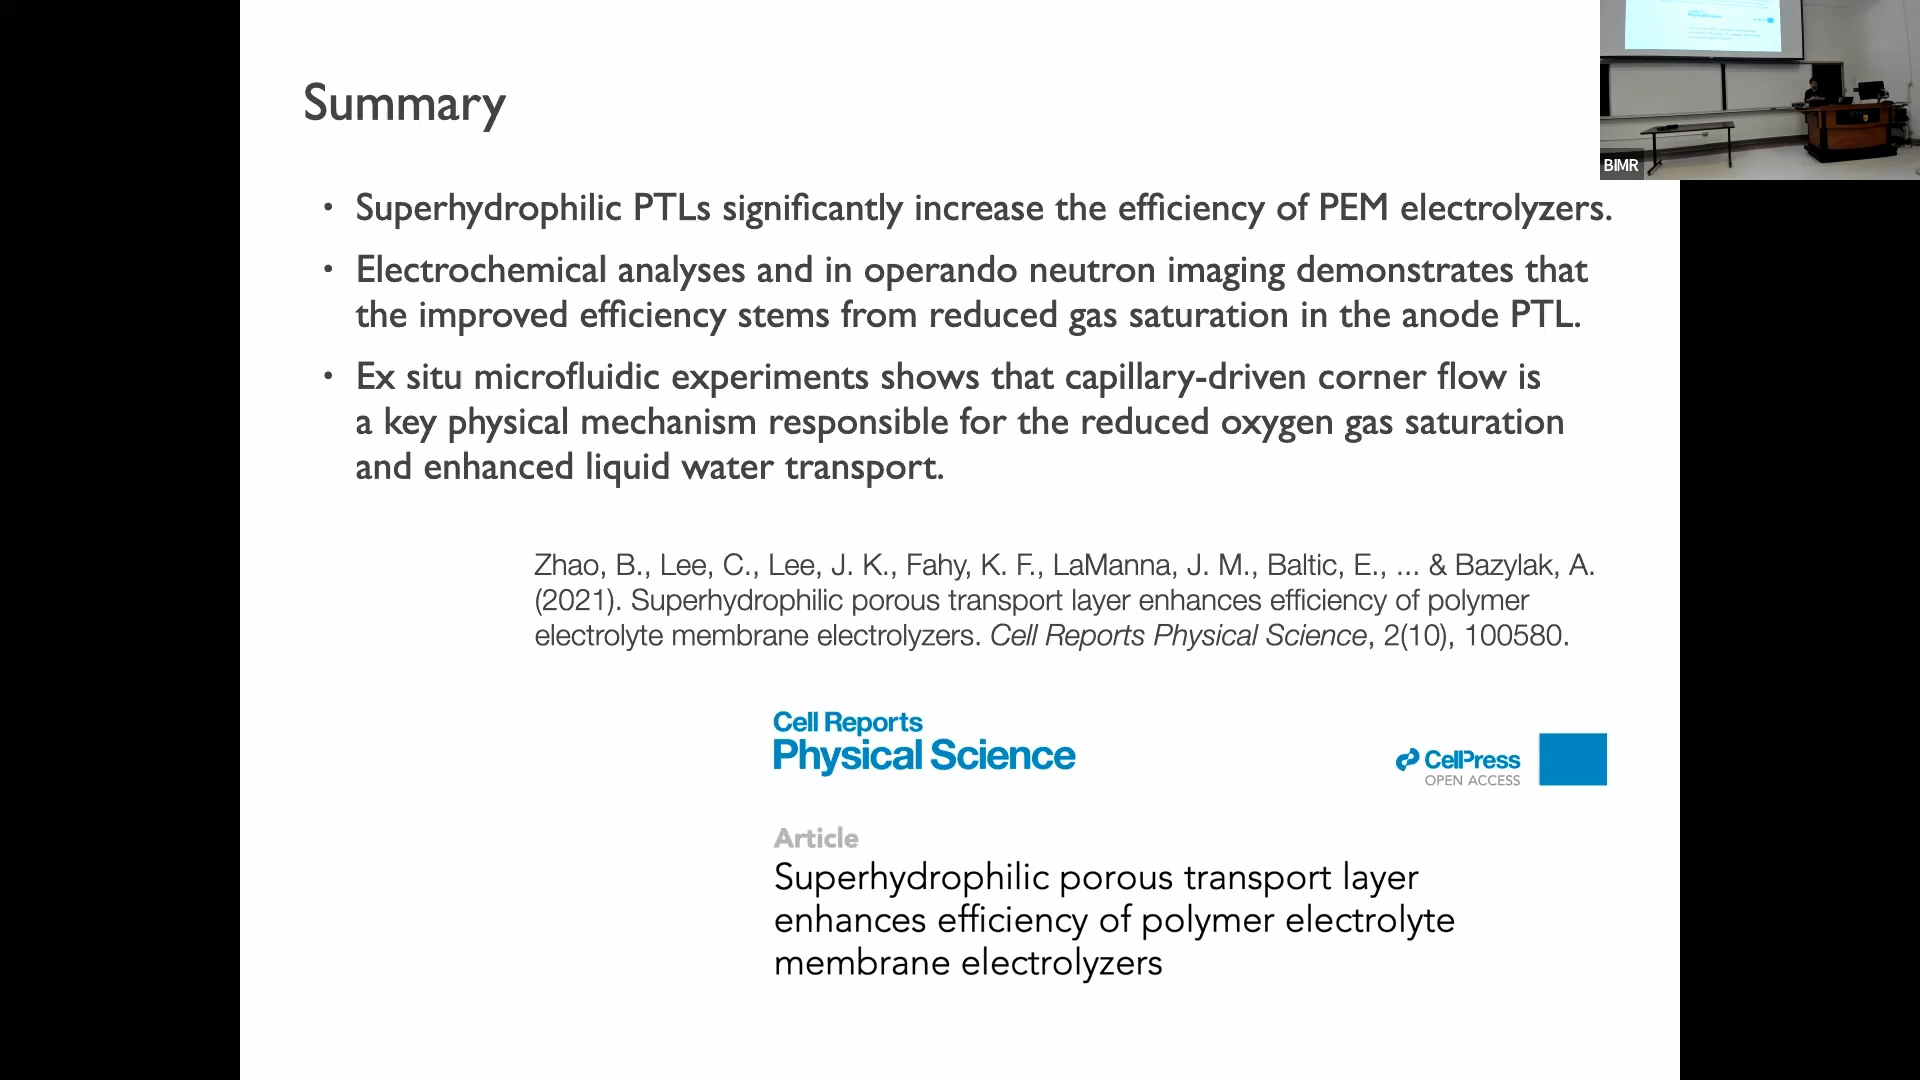 Summary
BIMR
• Superhydrophilic PTLs significantly increase the efficiency of PEM electrolyzers.
• Electrochemical analyses and in operando neutron imaging demonstrates that
the improved efficiency stems from reduced gas saturation in the anode PTL.
• Ex situ microfluidic experiments shows that capillary-driven corner flow is
a key physical mechanism responsible for the reduced oxygen gas saturation
and enhanced liquid water transport.
Zhao, B., Lee, C., Lee, J. K., Fahy, K. F., LaManna, J. M., Baltic, E., ... & Bazylak, A.
(2021). Superhydrophilic porous transport layer enhances efficiency of polymer
electrolyte membrane electrolyzers. Cell Reports Physical Science, 2(10), 100580.
Cell Reports
Physical Science
CellPress
OPEN ACCESS
Article
Superhydrophilic porous transport layer
enhances efficiency of polymer electrolyte
membrane electrolyzers